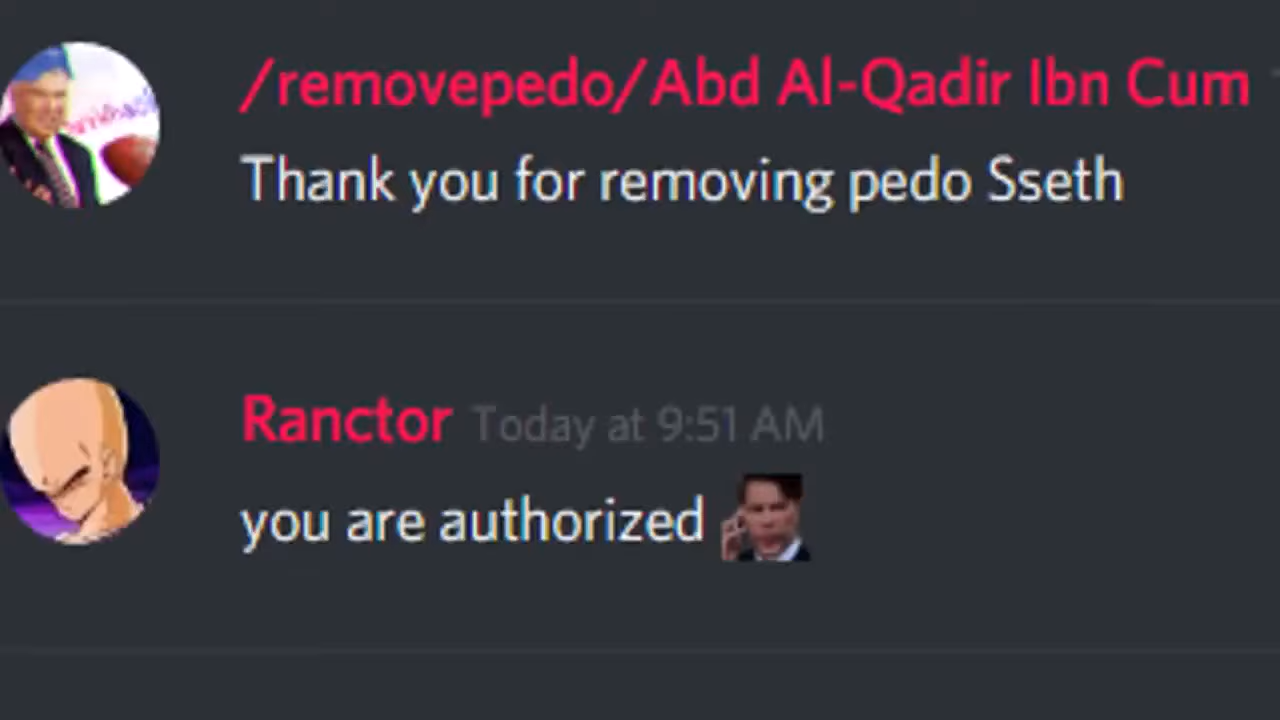 /removepedo/Abd Al-Qadir Ibn Cum
Thank you for removing pedo Sseth
Ranctor Today at 9:51 AM
you are authorized